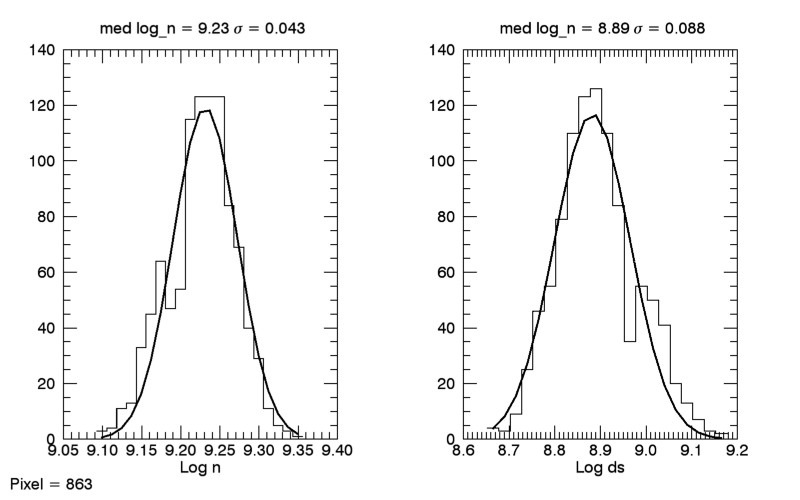 med log_n = 9.23 σ = 0.043
med log_n = 8.89 σ = 0.088
140
120
100
80
60
40
20
0
9.05 9.10 9.15 9.20 9.25 9.30 9.35 9.40
Log n
140
120
100
80
60
40
20
0
8.6 8.7 8.8 8.9 9.0 9.1 9.2
Log ds
Pixel = 863